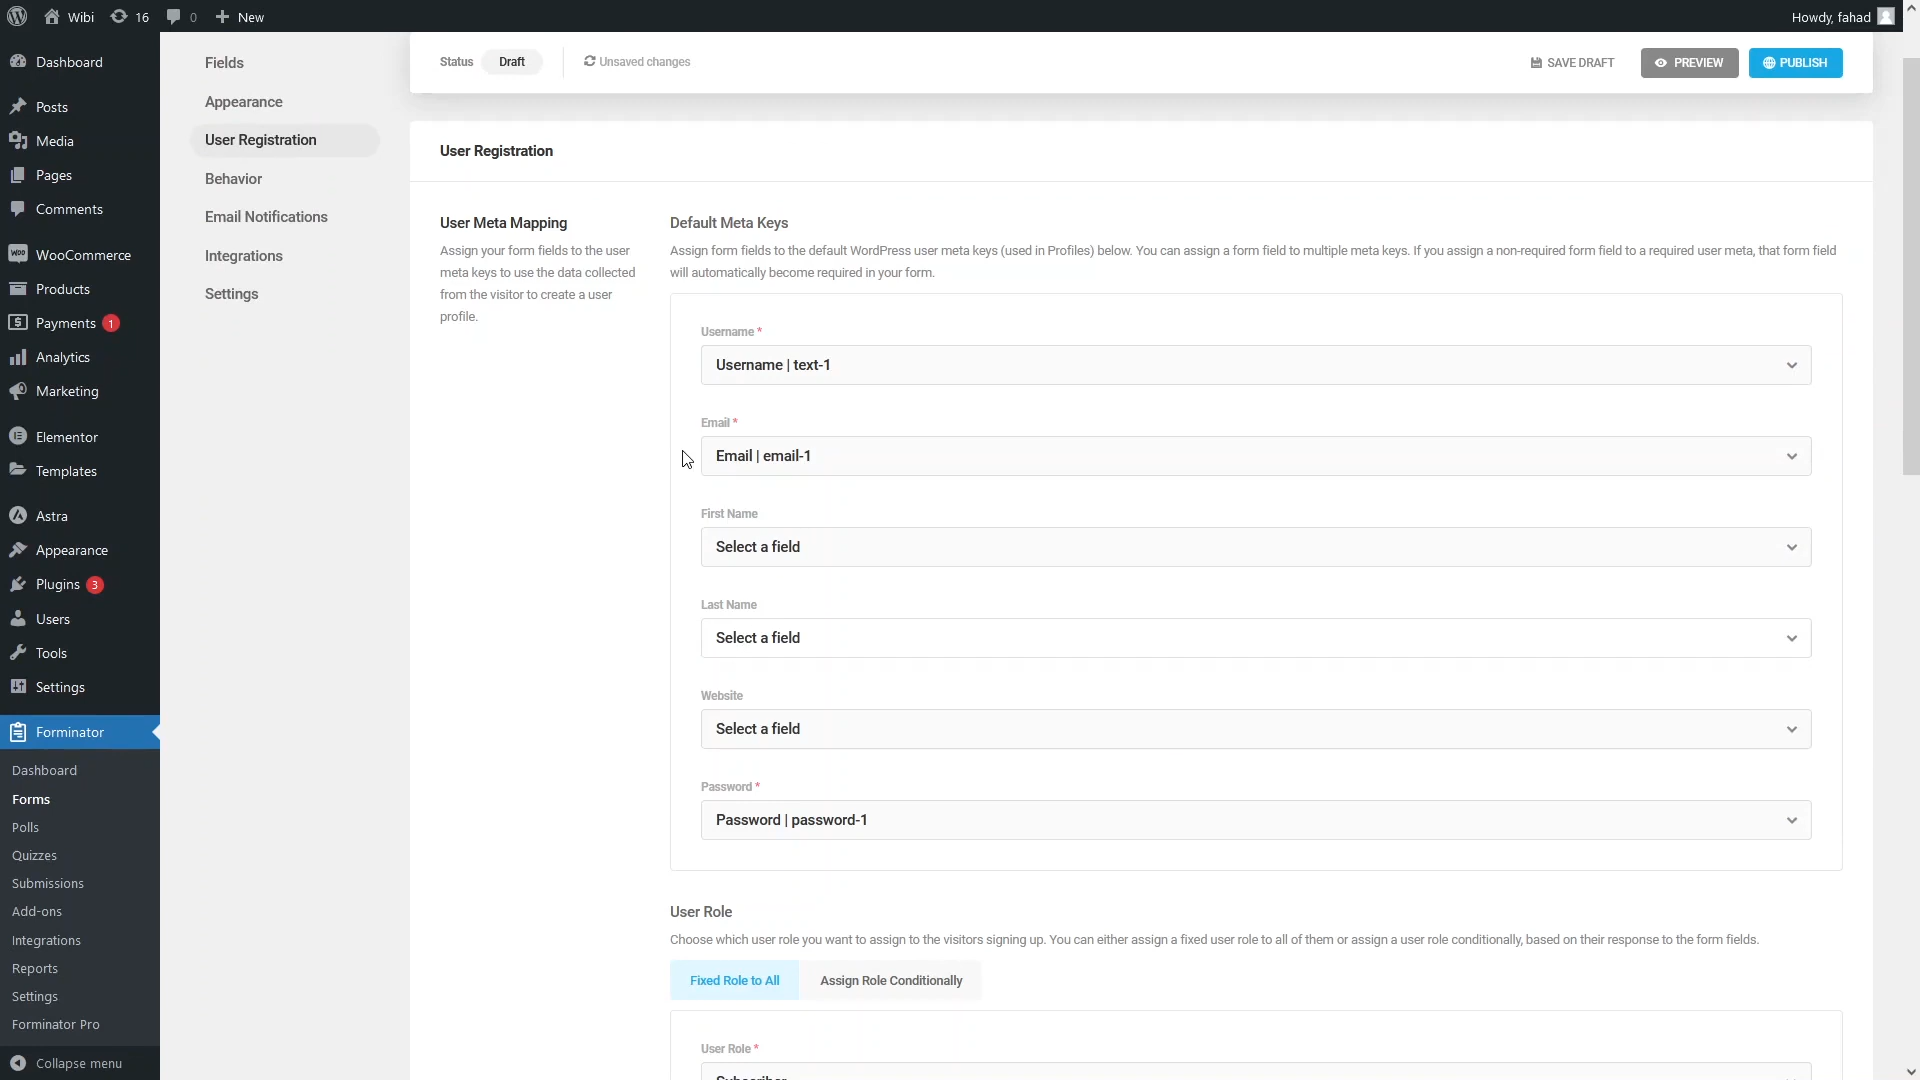 Wibi
16
0
New
Howdy, fahad
Dashboard
Posts
Media
Pages
Comments
WooCommerce
Products
Payments 1
Analytics
Marketing
Elementor
Templates
Astra
Appearance
Plugins 3
Users
Tools
Settings
Forminator
Dashboard
Forms
Polls
Quizzes
Submissions
Add-ons
Integrations
Reports
Settings
Forminator Pro
Collapse menu
Fields
Appearance
User Registration
Behavior
Email Notifications
Integrations
Settings
Status
Draft
Unsaved changes
SAVE DRAFT
PREVIEW
PUBLISH
User Registration
User Meta Mapping
Assign your form fields to the user
meta keys to use the data collected
from the visitor to create a user
profile.
Default Meta Keys
Assign form fields to the default WordPress user meta keys (used in Profiles) below. You can assign a form field to multiple meta keys. If you assign a non-required form field to a required user meta, that form field
will automatically become required in your form.
Username *
Username | text-1
Email *
Email | email-1
First Name
Select a field
Last Name
Select a field
Website
Select a field
Password *
Password | password-1
User Role
Choose which user role you want to assign to the visitors signing up. You can either assign a fixed user role to all of them or assign a user role conditionally, based on their response to the form fields.
Fixed Role to All
Assign Role Conditionally
User Role *
Subscriber